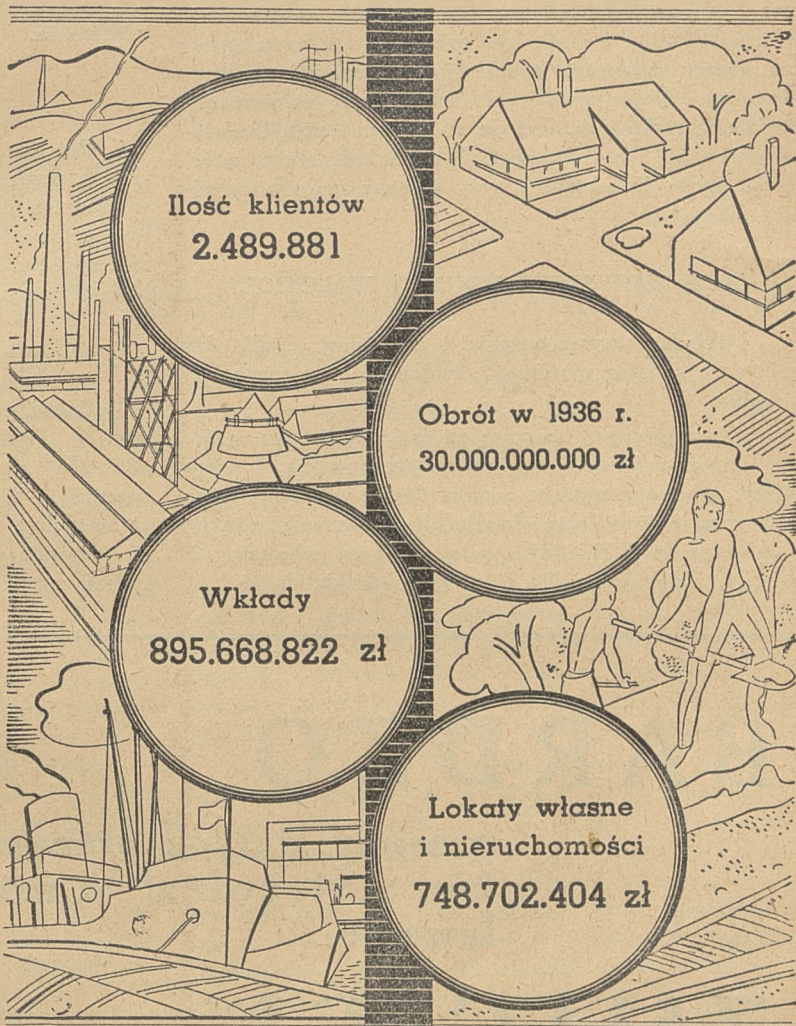 Ilość klientów
2.489.881
Obrót w 1936 r.
30.000.000.000 zł
Wkłady
895.668.822 zł
Lokaty własne
i nieruchomości
748.702.404 zł